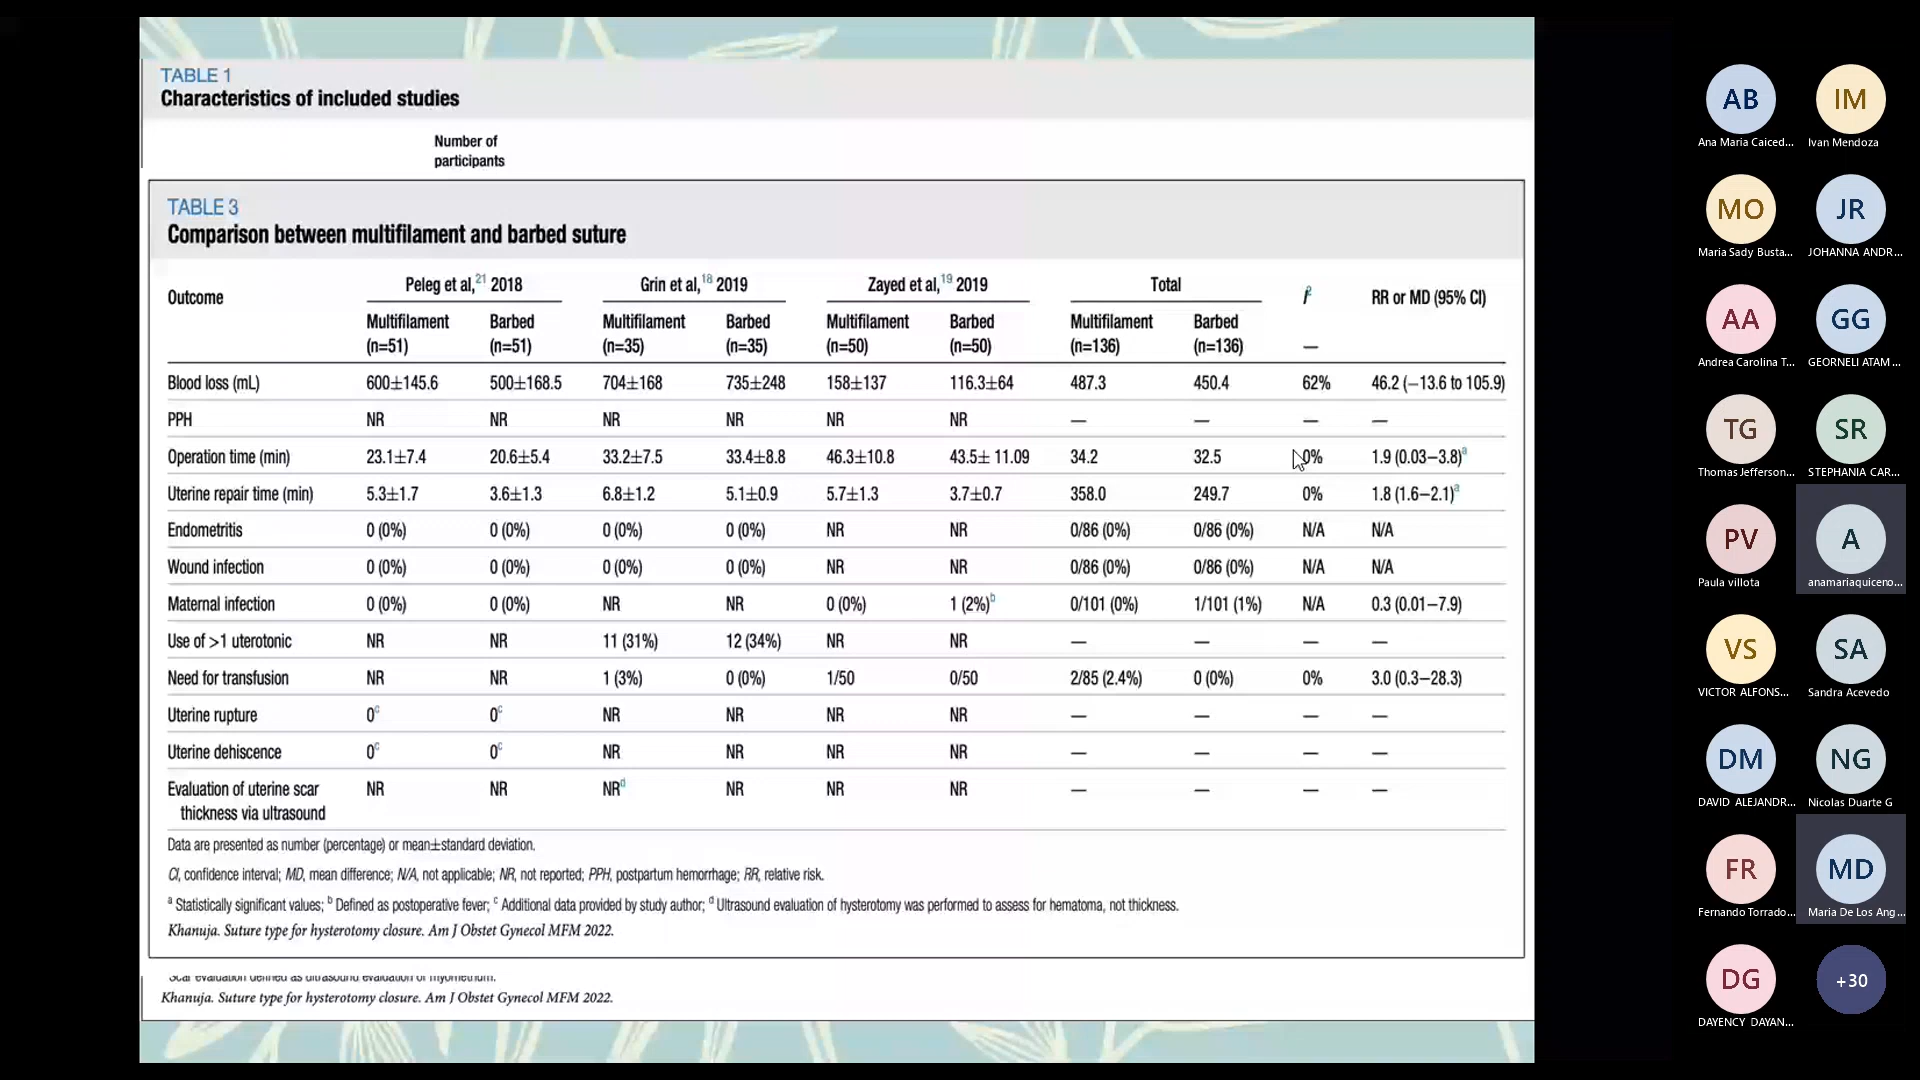 TABLE 1
Characteristics of included studies
Number of
participants
TABLE 3
Comparison between multifilament and barbed suture
Outcome Peleg et al,21 2018 Grin et al,18 2019 Zayed et al,19 2019 Total I2 RR or MD (95% CI)
Multifilament Barbed Multifilament Barbed Multifilament Barbed Multifilament Barbed
(n=51) (n=51) (n=35) (n=35) (n=50) (n=50) (n=136) (n=136) —
Blood loss (mL) 600±145.6 500±168.5 704±168 735±248 158±137 116.3±64 487.3 450.4 62% 46.2 (−13.6 to 105.9)
PPH NR NR NR NR NR NR — — — —
Operation time (min) 23.1±7.4 20.6±5.4 33.2±7.5 33.4±8.8 46.3±10.8 43.5± 11.09 34.2 32.5 0% 1.9 (0.03–3.8)a
Uterine repair time (min) 5.3±1.7 3.6±1.3 6.8±1.2 5.1±0.9 5.7±1.3 3.7±0.7 358.0 249.7 0% 1.8 (1.6–2.1)a
Endometritis 0 (0%) 0 (0%) 0 (0%) 0 (0%) NR NR 0/86 (0%) 0/86 (0%) N/A N/A
Wound infection 0 (0%) 0 (0%) 0 (0%) 0 (0%) NR NR 0/86 (0%) 0/86 (0%) N/A N/A
Maternal infection 0 (0%) 0 (0%) NR NR 0 (0%) 1 (2%)b 0/101 (0%) 1/101 (1%) N/A 0.3 (0.01–7.9)
Use of >1 uterotonic NR NR 11 (31%) 12 (34%) NR NR — — — —
Need for transfusion NR NR 1 (3%) 0 (0%) 1/50 0/50 2/85 (2.4%) 0 (0%) 0% 3.0 (0.3–28.3)
Uterine rupture 0c 0c NR NR NR NR — — — —
Uterine dehiscence 0c 0c NR NR NR NR — — — —
Evaluation of uterine scar NR NR NRd NR NR NR — — — —
thickness via ultrasound
Data are presented as number (percentage) or mean±standard deviation.
CI, confidence interval; MD, mean difference; N/A, not applicable; NR, not reported; PPH, postpartum hemorrhage; RR, relative risk.
a Statistically significant values; b Defined as postoperative fever; c Additional data provided by study author; d Ultrasound evaluation of hysterotomy was performed to assess for hematoma, not thickness.
Khanuja. Suture type for hysterotomy closure. Am J Obstet Gynecol MFM 2022.
Scar evaluation defined as ultrasound evaluation of myometrium.
Khanuja. Suture type for hysterotomy closure. Am J Obstet Gynecol MFM 2022.
AB IM
Ana Maria Caiced... Ivan Mendoza
MO JR
Maria Sady Busta... JOHANNA ANDR...
AA GG
Andrea Carolina T... GEORNELI ATAM ...
TG SR
Thomas Jefferson... STEPHANIA CAR...
PV A
Paula villota anamariaquiceno...
VS SA
VICTOR ALFONS... Sandra Acevedo
DM NG
DAVID ALEJANDR... Nicolas Duarte G
FR MD
Fernando Torrado... Maria De Los Ang...
DG +30
DAYENCY DAYAN...